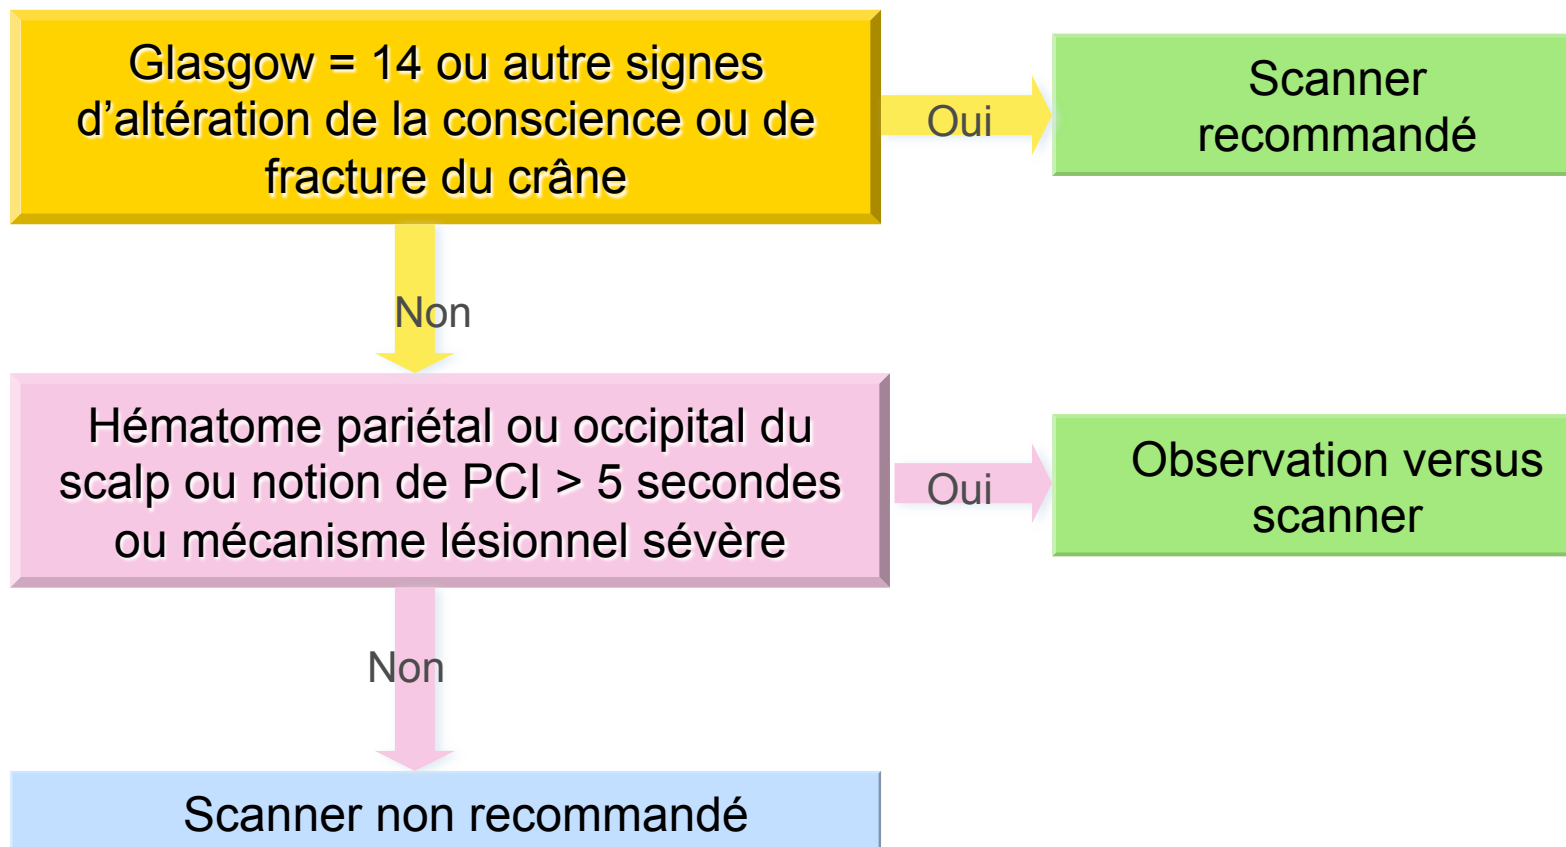 Glasgow = 14 ou autre signes
d’altération de la conscience ou de
fracture du crâne
Oui
Scanner
recommandé
Non
Hématome pariétal ou occipital du
scalp ou notion de PCI > 5 secondes
ou mécanisme lésionnel sévère
Oui
Observation versus
scanner
Non
Scanner non recommandé